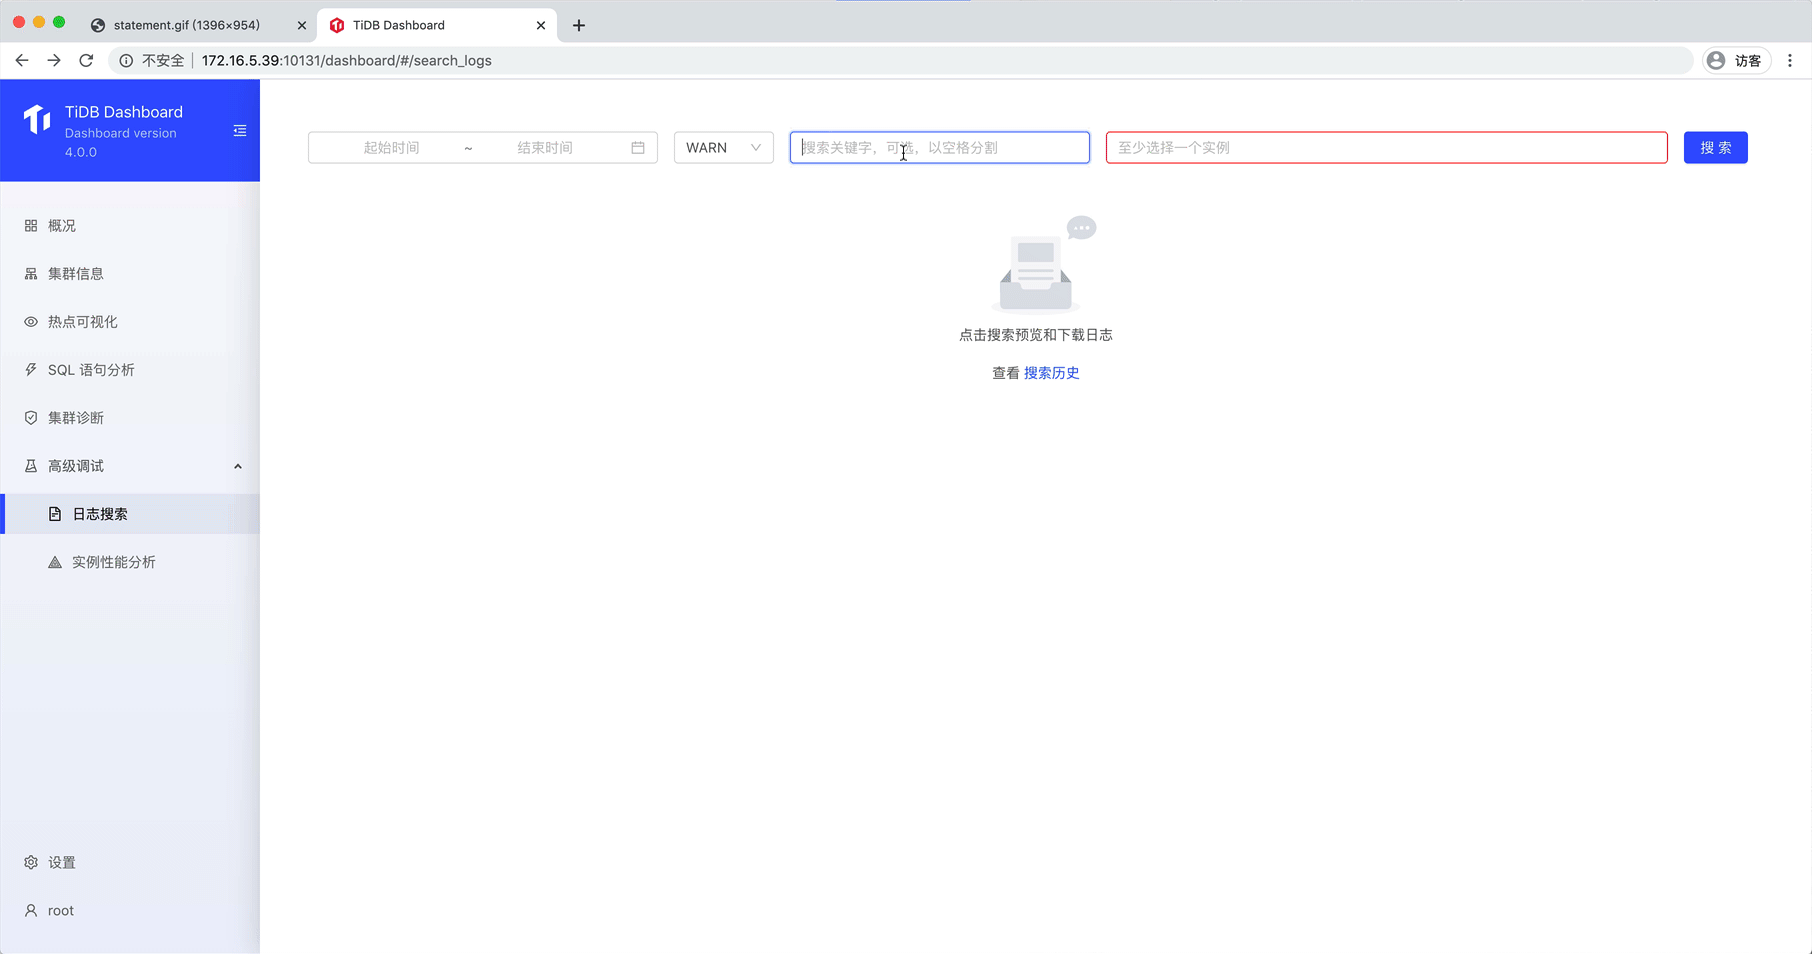 statement.gif (1396×954)
TiDB Dashboard
不安全
172.16.5.39:10131/dashboard/#/search_logs
访客
TiDB Dashboard
Dashboard version
4.0.0
起始时间 ~ 结束时间
WARN
搜索关键字，可选，以空格分割
至少选择一个实例
搜 索
概况
集群信息
热点可视化
SQL 语句分析
集群诊断
高级调试
日志搜索
实例性能分析
点击搜索预览和下载日志
查看 搜索历史
设置
root